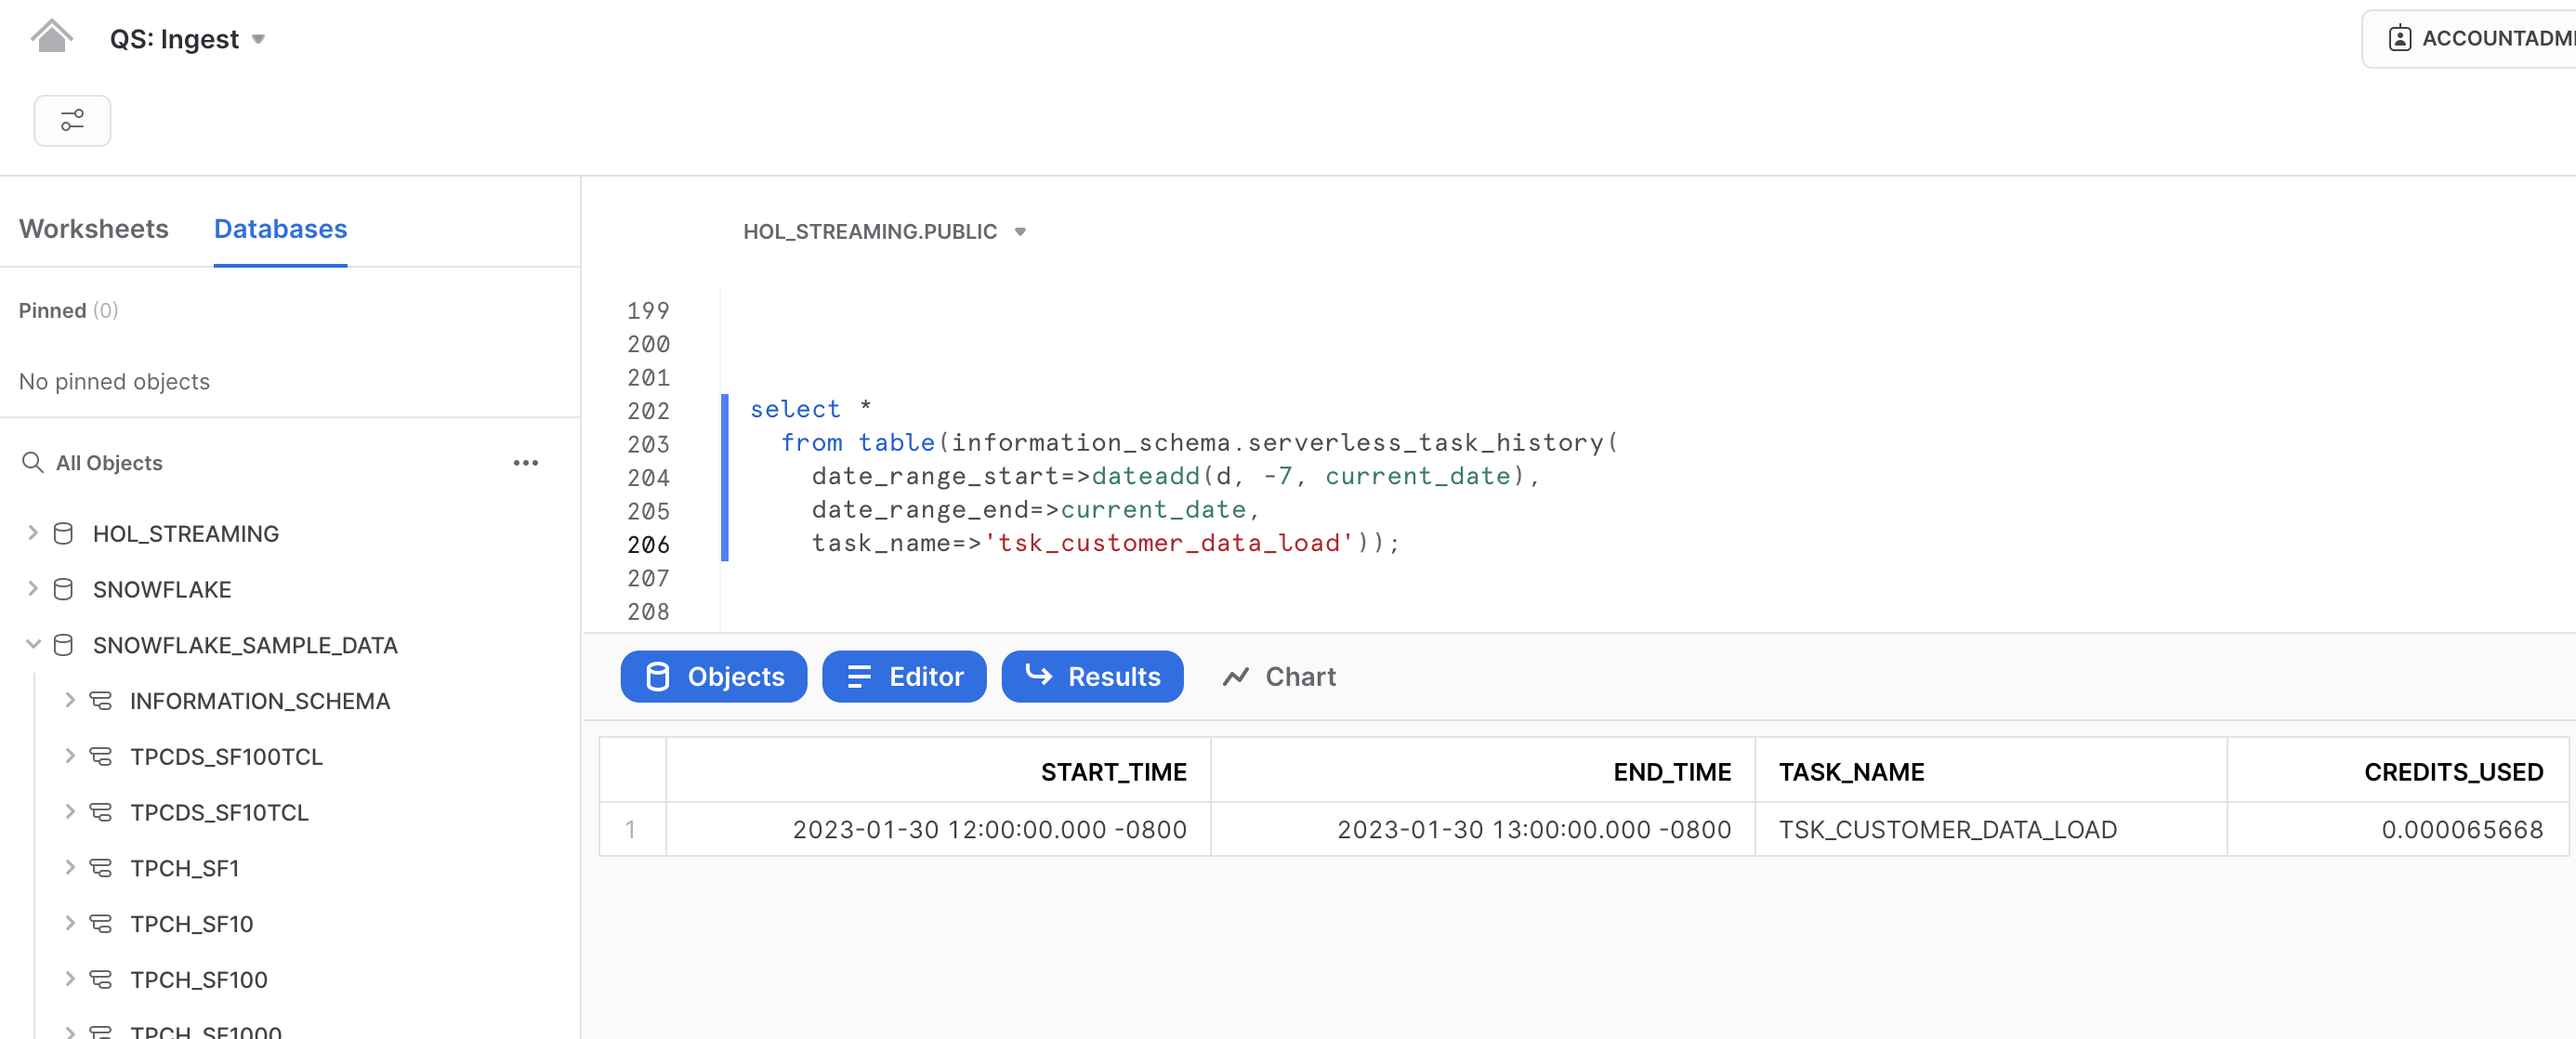 QS: Ingest
ACCOUNTADMI
Worksheets Databases
Pinned (0)
No pinned objects
All Objects
HOL_STREAMING
SNOWFLAKE
SNOWFLAKE_SAMPLE_DATA
INFORMATION_SCHEMA
TPCDS_SF100TCL
TPCDS_SF10TCL
TPCH_SF1
TPCH_SF10
TPCH_SF100
TPCH_SF1000
HOL_STREAMING.PUBLIC
199
200
201
202 select *
203 from table(information_schema.serverless_task_history(
204 date_range_start=>dateadd(d, -7, current_date),
205 date_range_end=>current_date,
206 task_name=>'tsk_customer_data_load'));
207
208
Objects Editor Results Chart
START_TIME END_TIME TASK_NAME CREDITS_USED
1 2023-01-30 12:00:00.000 -0800 2023-01-30 13:00:00.000 -0800 TSK_CUSTOMER_DATA_LOAD 0.000065668